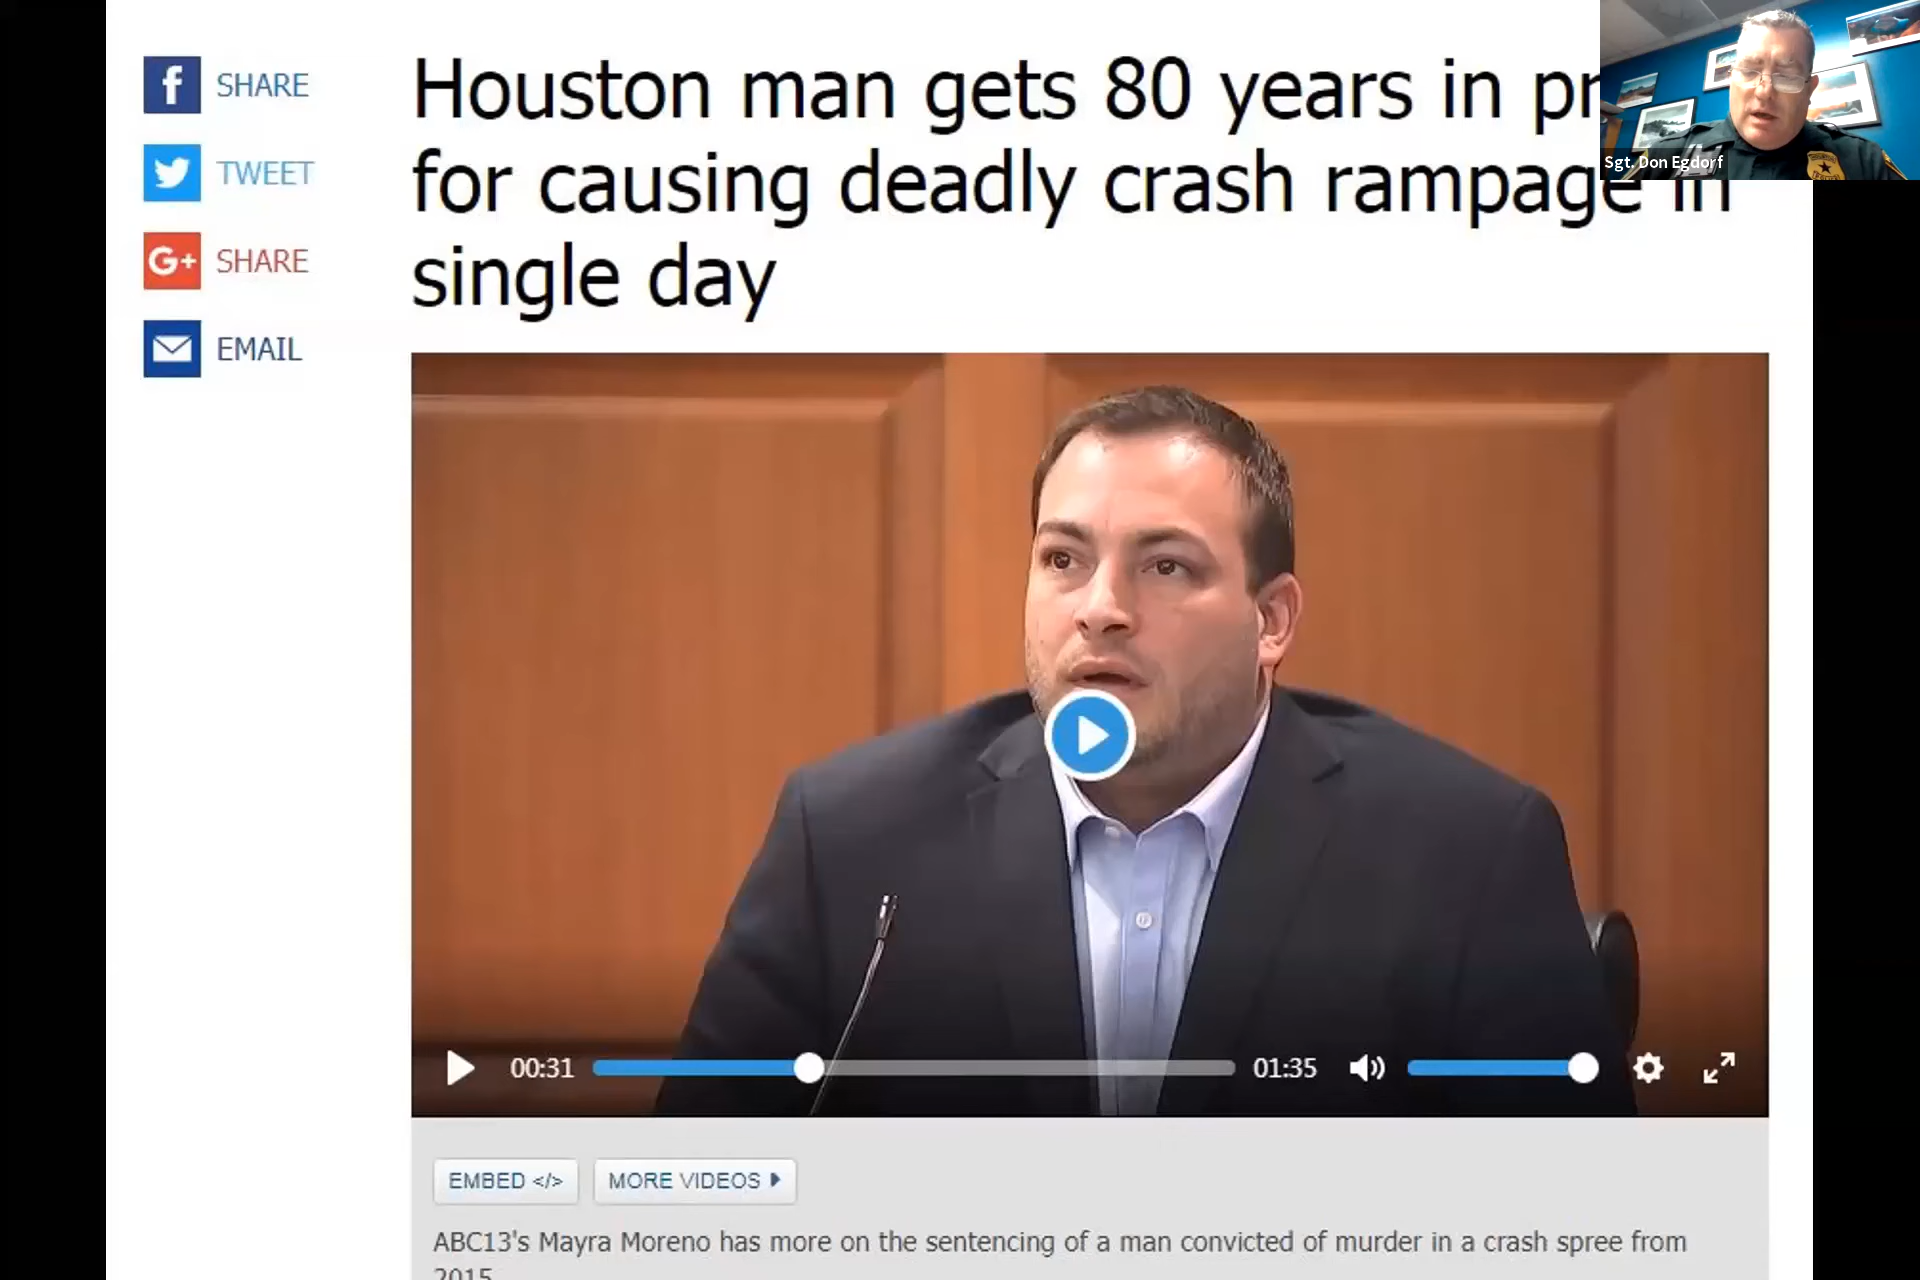 f SHARE
TWEET
G+ SHARE
EMAIL
Houston man gets 80 years in pr
for causing deadly crash rampage in
single day
Sgt. Don Egdorf
00:31
01:35
EMBED </>
MORE VIDEOS
ABC13's Mayra Moreno has more on the sentencing of a man convicted of murder in a crash spree from
2015